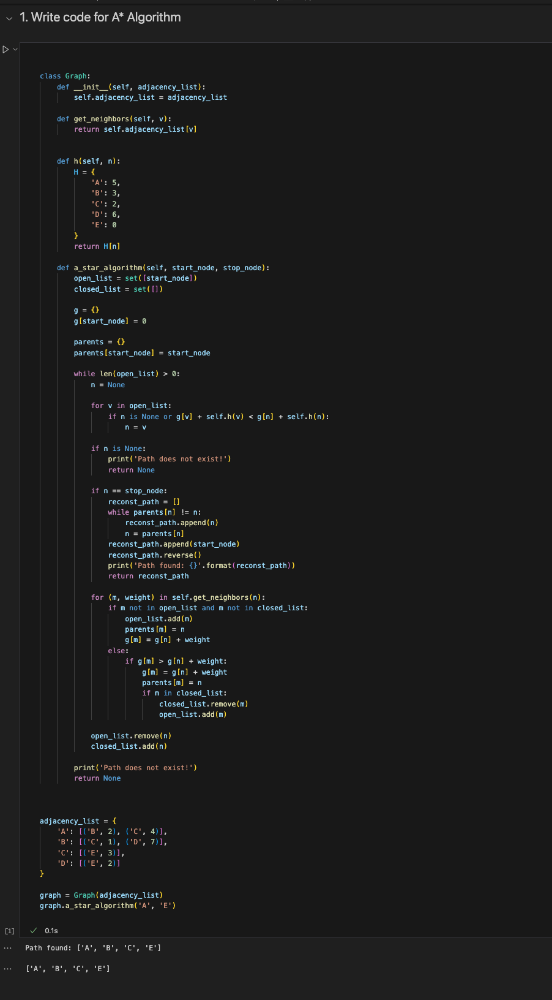 1. Write code for A* Algorithm
class Graph:
    def __init__(self, adjacency_list):
        self.adjacency_list = adjacency_list
    def get_neighbors(self, v):
        return self.adjacency_list[v]
    def h(self, n):
        H = {
            'A': 5,
            'B': 3,
            'C': 2,
            'D': 6,
            'E': 0
        }
        return H[n]
    def a_star_algorithm(self, start_node, stop_node):
        open_list = set([start_node])
        closed_list = set([])
        g = {}
        g[start_node] = 0
        parents = {}
        parents[start_node] = start_node
        while len(open_list) > 0:
            n = None
            for v in open_list:
                if n is None or g[v] + self.h(v) < g[n] + self.h(n):
                    n = v
            if n is None:
                print('Path does not exist!')
                return None
            if n == stop_node:
                reconst_path = []
                while parents[n] != n:
                    reconst_path.append(n)
                    n = parents[n]
                reconst_path.append(start_node)
                reconst_path.reverse()
                print('Path found: {}'.format(reconst_path))
                return reconst_path
            for (m, weight) in self.get_neighbors(n):
                if m not in open_list and m not in closed_list:
                    open_list.add(m)
                    parents[m] = n
                    g[m] = g[n] + weight
                else:
                    if g[m] > g[n] + weight:
                        g[m] = g[n] + weight
                        parents[m] = n
                        if m in closed_list:
                            closed_list.remove(m)
                            open_list.add(m)
            open_list.remove(n)
            closed_list.add(n)
        print('Path does not exist!')
        return None
adjacency_list = {
    'A': [('B', 2), ('C', 4)],
    'B': [('C', 1), ('D', 7)],
    'C': [('E', 3)],
    'D': [('E', 2)]
}
graph = Graph(adjacency_list)
graph.a_star_algorithm('A', 'E')
[1] ✓ 0.1s
... Path found: ['A', 'B', 'C', 'E']
... ['A', 'B', 'C', 'E']